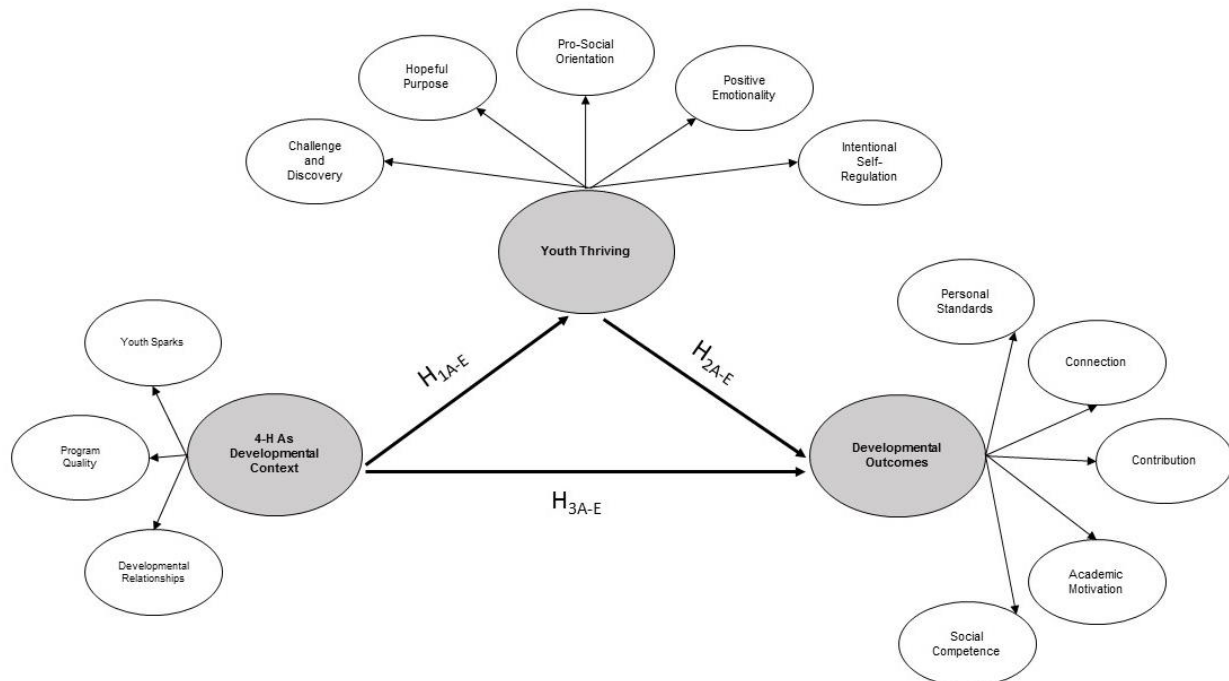 Pro-Social
Orientation
Hopeful
Purpose
Positive
Emotionality
Challenge
and
Discovery
Intentional
Self-
Regulation
Youth Thriving
Personal
Standards
Youth Sparks
H1A-E
H2A-E
Connection
4-H As
Developmental
Context
Program
Quality
Developmental
Outcomes
Contribution
H3A-E
Developmental
Relationships
Academic
Motivation
Social
Competence